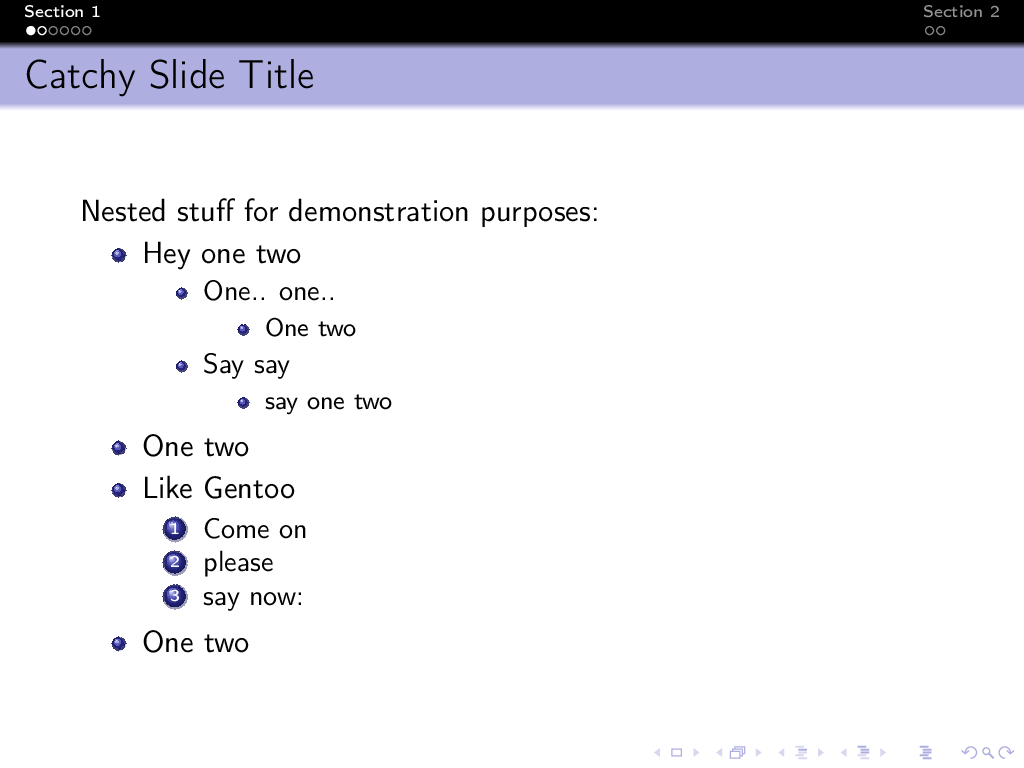 Section 1
Section 2
Catchy Slide Title
Nested stuff for demonstration purposes:
Hey one two
One.. one..
One two
Say say
say one two
One two
Like Gentoo
1 Come on
2 please
3 say now:
One two